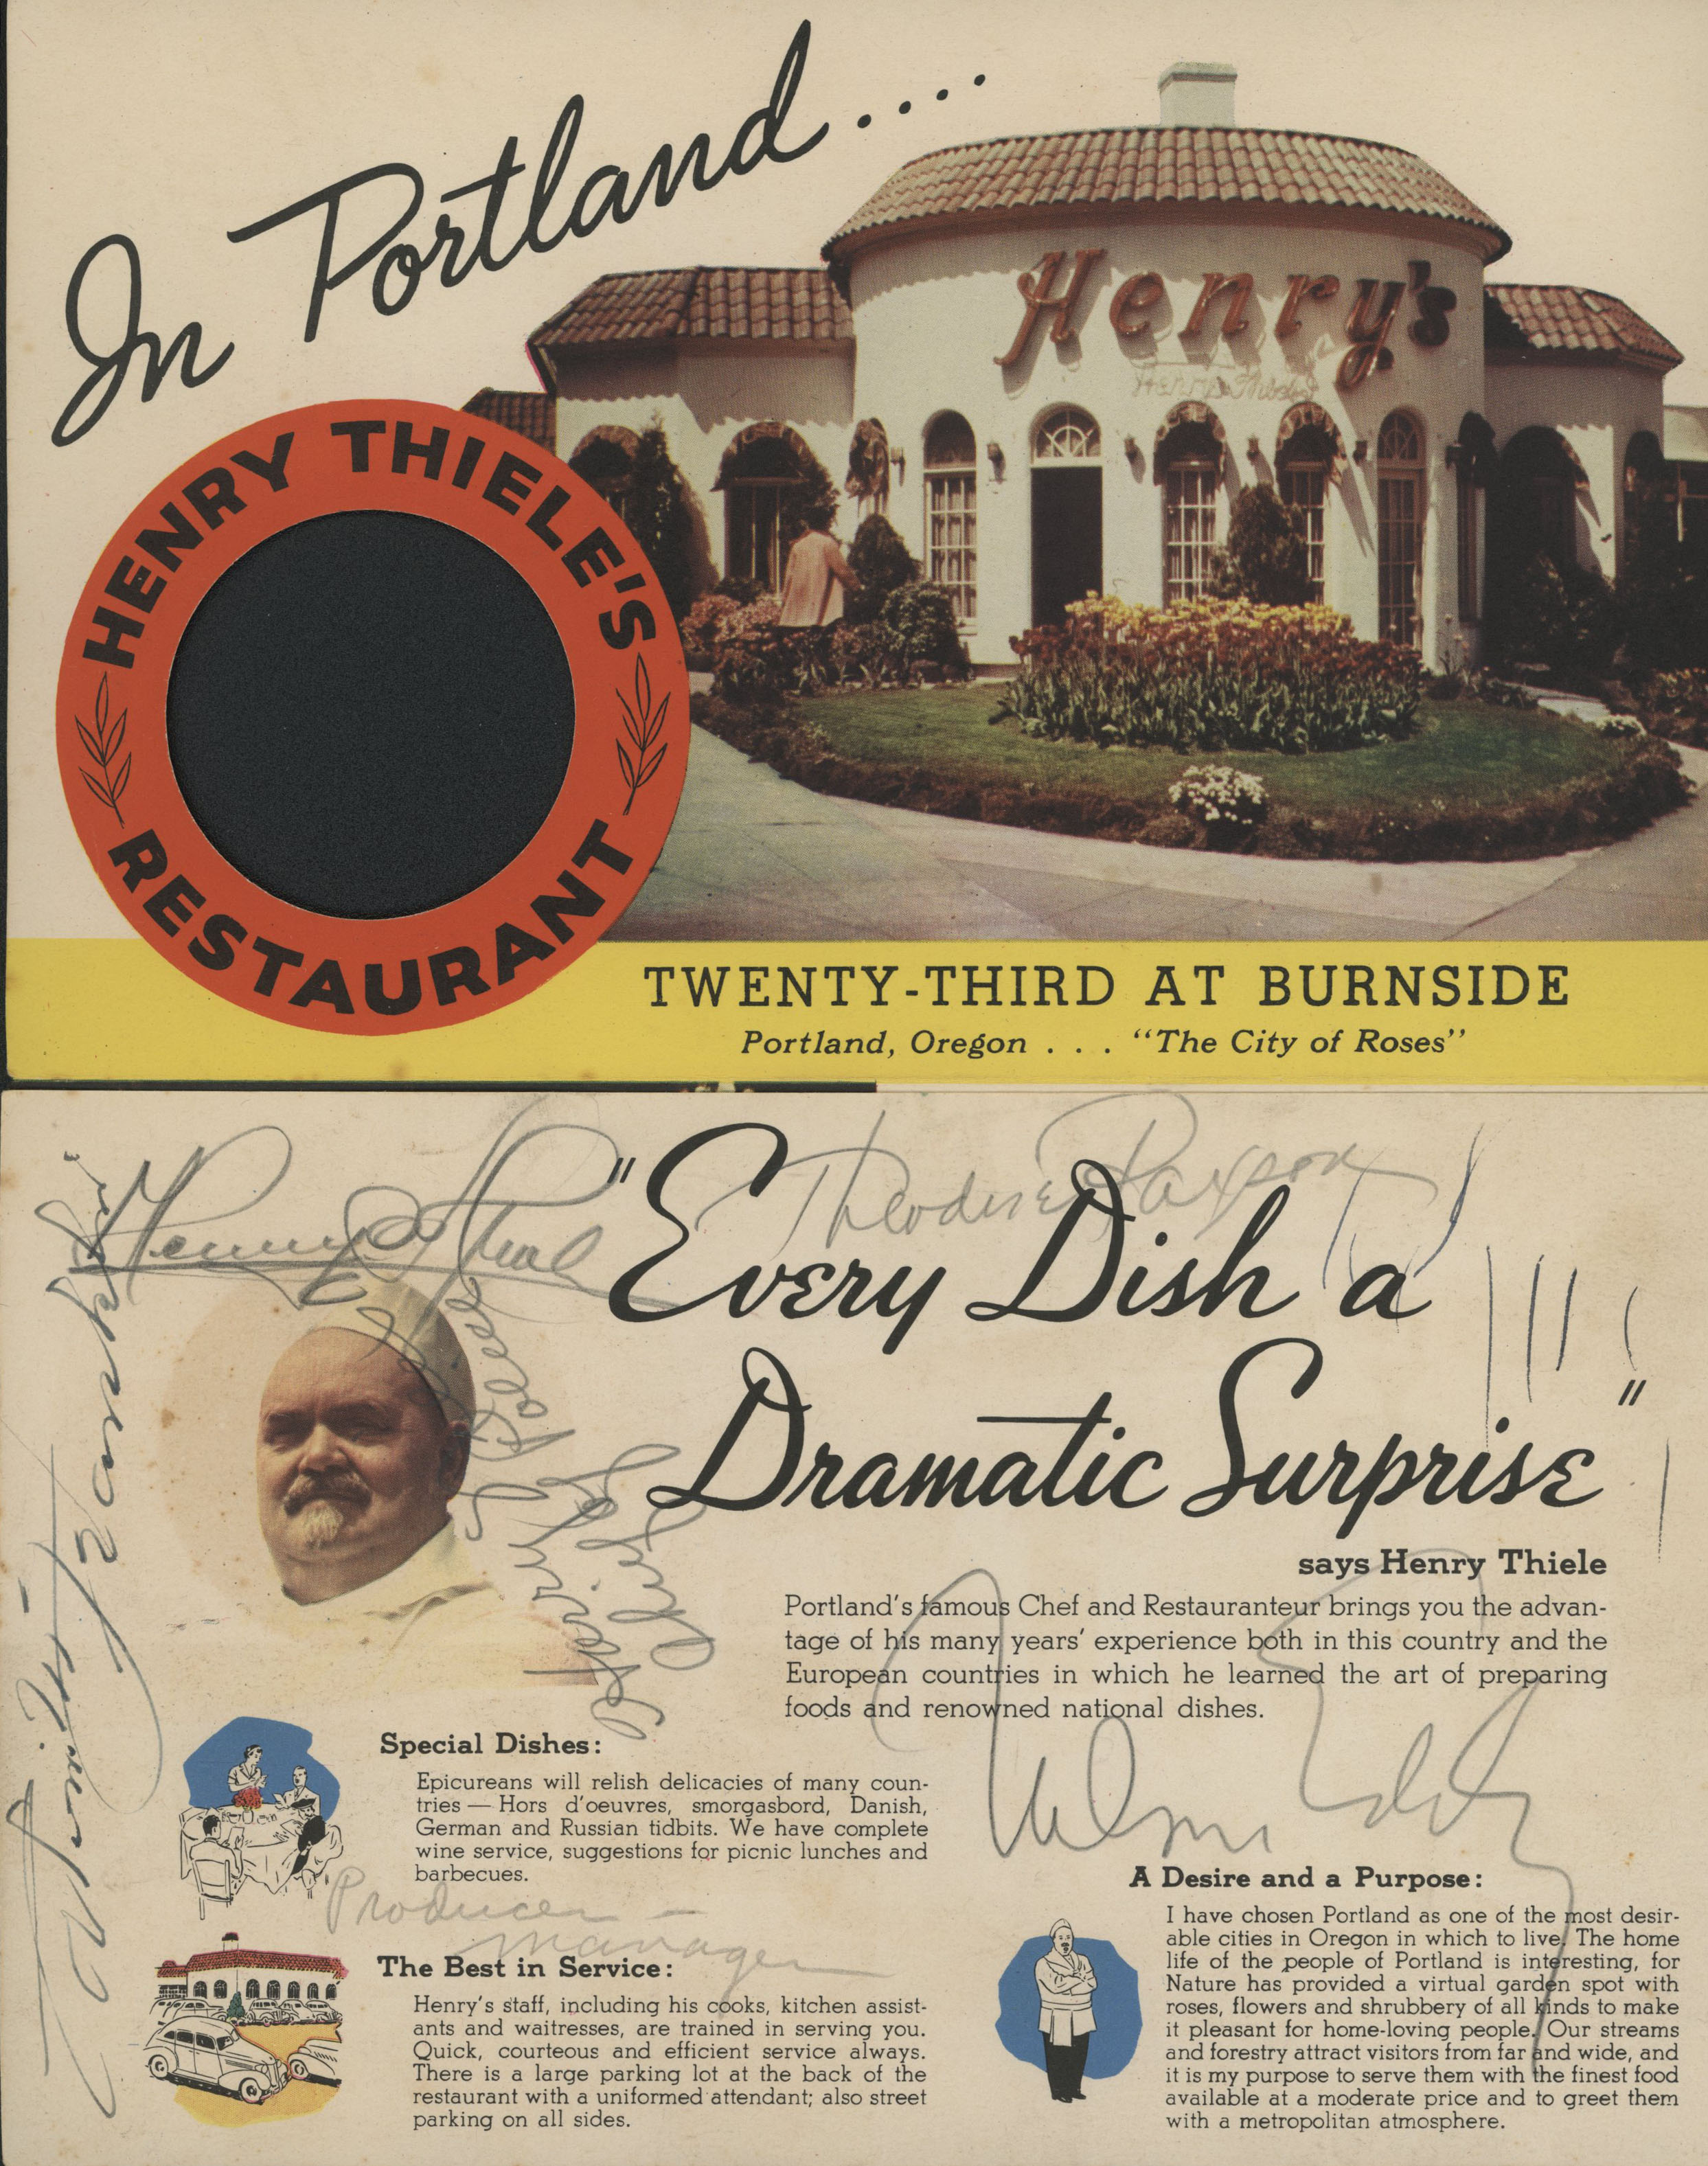 In Portland....
Henry's
Henry Thiele
HENRY THIELE'S
RESTAURANT
TWENTY-THIRD AT BURNSIDE
Portland, Oregon . . . "The City of Roses"
Henry Thiele
Theodore Paxson
"Every Dish a
Dramatic Surprise"
says Henry Thiele
Portland's famous Chef and Restauranteur brings you the advan-
tage of his many years' experience both in this country and the
European countries in which he learned the art of preparing
foods and renowned national dishes.
Police
Harry
Chief
Nelson Eddy
Special Dishes:
Epicureans will relish delicacies of many coun-
tries — Hors d'oeuvres, smorgasbord, Danish,
German and Russian tidbits. We have complete
wine service, suggestions for picnic lunches and
barbecues.
Producer -
manager
The Best in Service:
Henry's staff, including his cooks, kitchen assist-
ants and waitresses, are trained in serving you.
Quick, courteous and efficient service always.
There is a large parking lot at the back of the
restaurant with a uniformed attendant; also street
parking on all sides.
A Desire and a Purpose:
I have chosen Portland as one of the most desir-
able cities in Oregon in which to live. The home
life of the people of Portland is interesting, for
Nature has provided a virtual garden spot with
roses, flowers and shrubbery of all kinds to make
it pleasant for home-loving people. Our streams
and forestry attract visitors from far and wide, and
it is my purpose to serve them with the finest food
available at a moderate price and to greet them
with a metropolitan atmosphere.